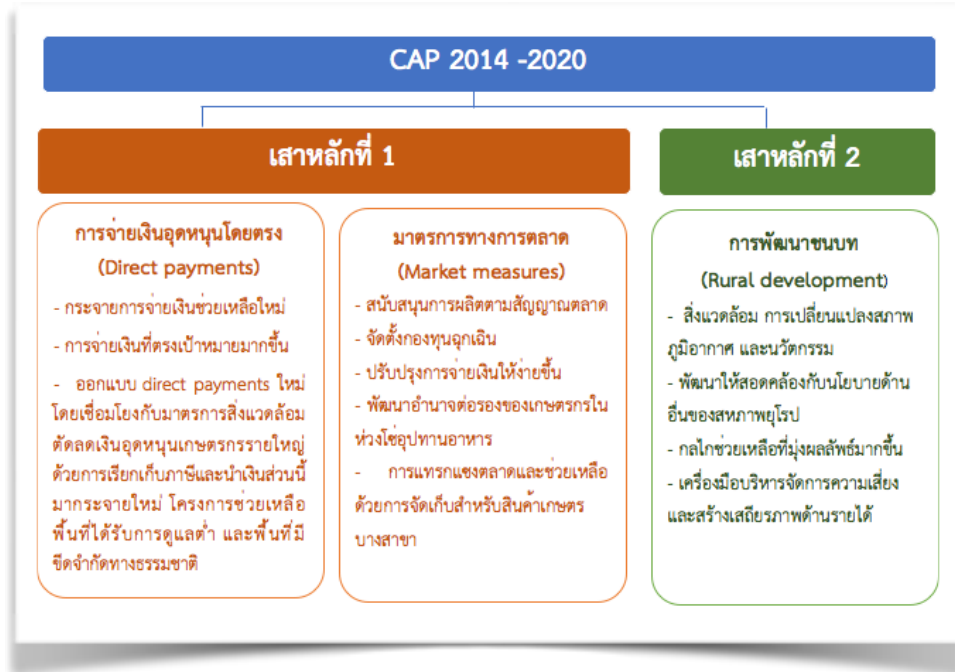 CAP 2014 -2020
เสาหลักที่ 1
เสาหลักที่ 2
การจ่ายเงินอุดหนุนโดยตรง
(Direct payments)
- กระจายการจ่ายเงินช่วยเหลือใหม่
- การจ่ายเงินที่ตรงเป้าหมายมากขึ้น
- ออกแบบ direct payments ใหม่
โดยเชื่อมโยงกับมาตรการสิ่งแวดล้อม
ตัดลดเงินอุดหนุนเกษตรกรรายใหญ่
ด้วยการเรียกเก็บภาษีและนำเงินส่วนนี้
มากระจายใหม่ โครงการช่วยเหลือ
พื้นที่ได้รับการดูแลต่ำ และพื้นที่มี
ขีดจำกัดทางธรรมชาติ
มาตรการทางการตลาด
(Market measures)
- สนับสนุนการผลิตตามสัญญาณตลาด
- จัดตั้งกองทุนฉุกเฉิน
- ปรับปรุงการจ่ายเงินให้ง่ายขึ้น
- พัฒนาอำนาจต่อรองของเกษตรกรใน
ห่วงโซ่อุปทานอาหาร
- การแทรกแซงตลาดและช่วยเหลือ
ด้วยการจัดเก็บสำหรับสินค้าเกษตร
บางสาขา
การพัฒนาชนบท
(Rural development)
- สิ่งแวดล้อม การเปลี่ยนแปลงสภาพ
ภูมิอากาศ และนวัตกรรม
- พัฒนาให้สอดคล้องกับนโยบายด้าน
อื่นของสหภาพยุโรป
- กลไกช่วยเหลือที่มุ่งผลลัพธ์มากขึ้น
- เครื่องมือบริหารจัดการความเสี่ยง
และสร้างเสถียรภาพด้านรายได้